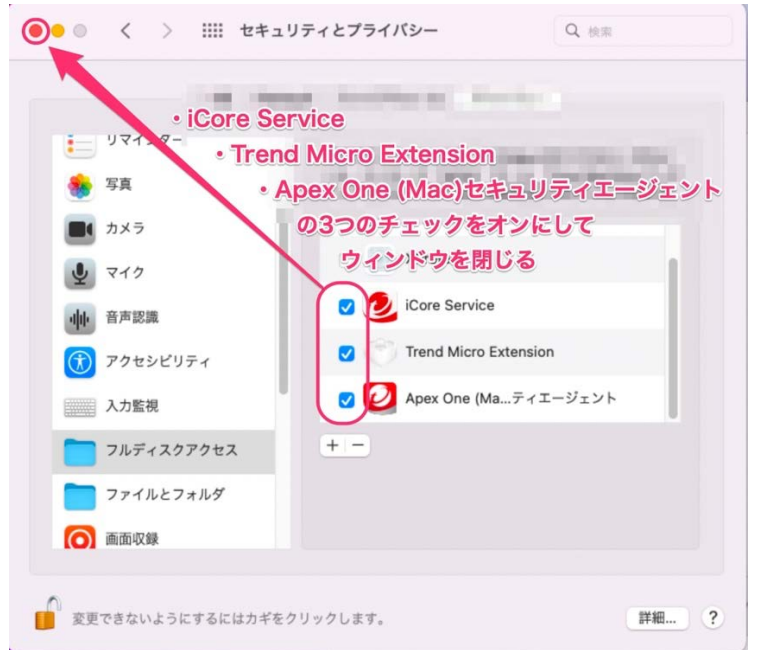 セキュリティとプライバシー
検索
・iCore Service
・Trend Micro Extension
・Apex One (Mac)セキュリティエージェント
の3つのチェックをオンにして
ウィンドウを閉じる
リマインダー
写真
カメラ
マイク
音声認識
アクセシビリティ
入力監視
フルディスクアクセス
ファイルとフォルダ
画面収録
iCore Service
Trend Micro Extension
Apex One (Ma...ティエージェント
変更できないようにするにはカギをクリックします。
詳細...
?